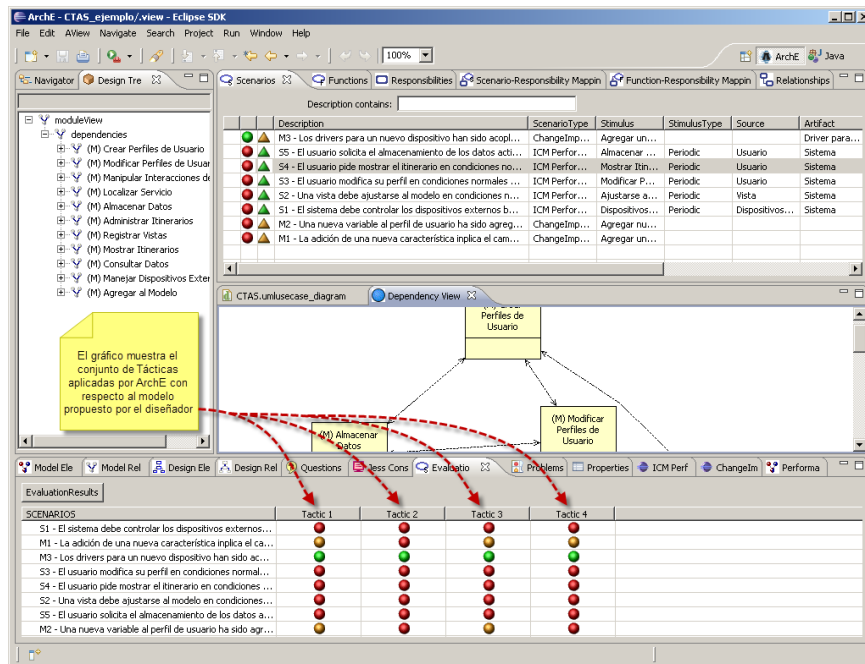 ArchE - CTAS_ejemplo/.view - Eclipse SDK
File Edit AView Navigate Search Project Run Window Help
100%
ArchE Java
Navigator Design Tre
Scenarios Functions Responsibilities Scenario-Responsibility Mappin Function-Responsibility Mappin Relationships
Description contains:
Description ScenarioType Stimulus StimulusType Source Artifact
M3 - Los drivers para un nuevo dispositivo han sido acopl... ChangeImp... Agregar un... Driver para...
S5 - El usuario solicita el almacenamiento de los datos acti... ICM Perfor... Almacenar ... Periodic Usuario Sistema
S4 - El usuario pide mostrar el itinerario en condiciones no... ICM Perfor... Mostrar Itin... Periodic Usuario Sistema
S3 - El usuario modifica su perfil en condiciones normales ... ICM Perfor... Modificar P... Periodic Usuario Sistema
S2 - Una vista debe ajustarse al modelo en condiciones n... ICM Perfor... Ajustarse a... Periodic Vista Sistema
S1 - El sistema debe controlar los dispositivos externos b... ICM Perfor... Dispositivos... Periodic Dispositivos... Sistema
M2 - Una nueva variable al perfil de usuario ha sido agreg... ChangeImp... Agregar nu...
M1 - La adición de una nueva característica inplica el cam... ChangeImp... Agregar un...
moduleView
dependencies
(M) Crear Perfiles de Usuario
(M) Modificar Perfiles de Usuar
(M) Manipular Interacciones de
(M) Localizar Servicio
(M) Almacenar Datos
(M) Administrar Itinerarios
(M) Registrar Vistas
(M) Mostrar Itinerarios
(M) Consultar Datos
(M) Manejar Dispositivos Exter
(M) Agregar al Modelo
El gráfico muestra el
conjunto de Tácticas
aplicadas por ArchE con
respecto al modelo
propuesto por el diseñador
CTAS.umlusecase_diagram Dependency View
(M) Crear
Perfiles de
Usuario
(M) Modificar
Perfiles de
Usuario
(M) Almacenar
Datos
Model Ele Model Rel Design Ele Design Rel Questions Jess Cons Evaluatio Problems Properties ICM Perf ChangeIm Performa
EvaluationResults
SCENARIOS Tactic 1 Tactic 2 Tactic 3 Tactic 4
S1 - El sistema debe controlar los dispositivos externos...
M1 - La adición de una nueva característica inplica el ca...
M3 - Los drivers para un nuevo dispositivo han sido ac...
S3 - El usuario modifica su perfil en condiciones normal...
S4 - El usuario pide mostrar el itinerario en condiciones ...
S2 - Una vista debe ajustarse al modelo en condiciones...
S5 - El usuario solicita el almacenamiento de los datos a...
M2 - Una nueva variable al perfil de usuario ha sido agr...